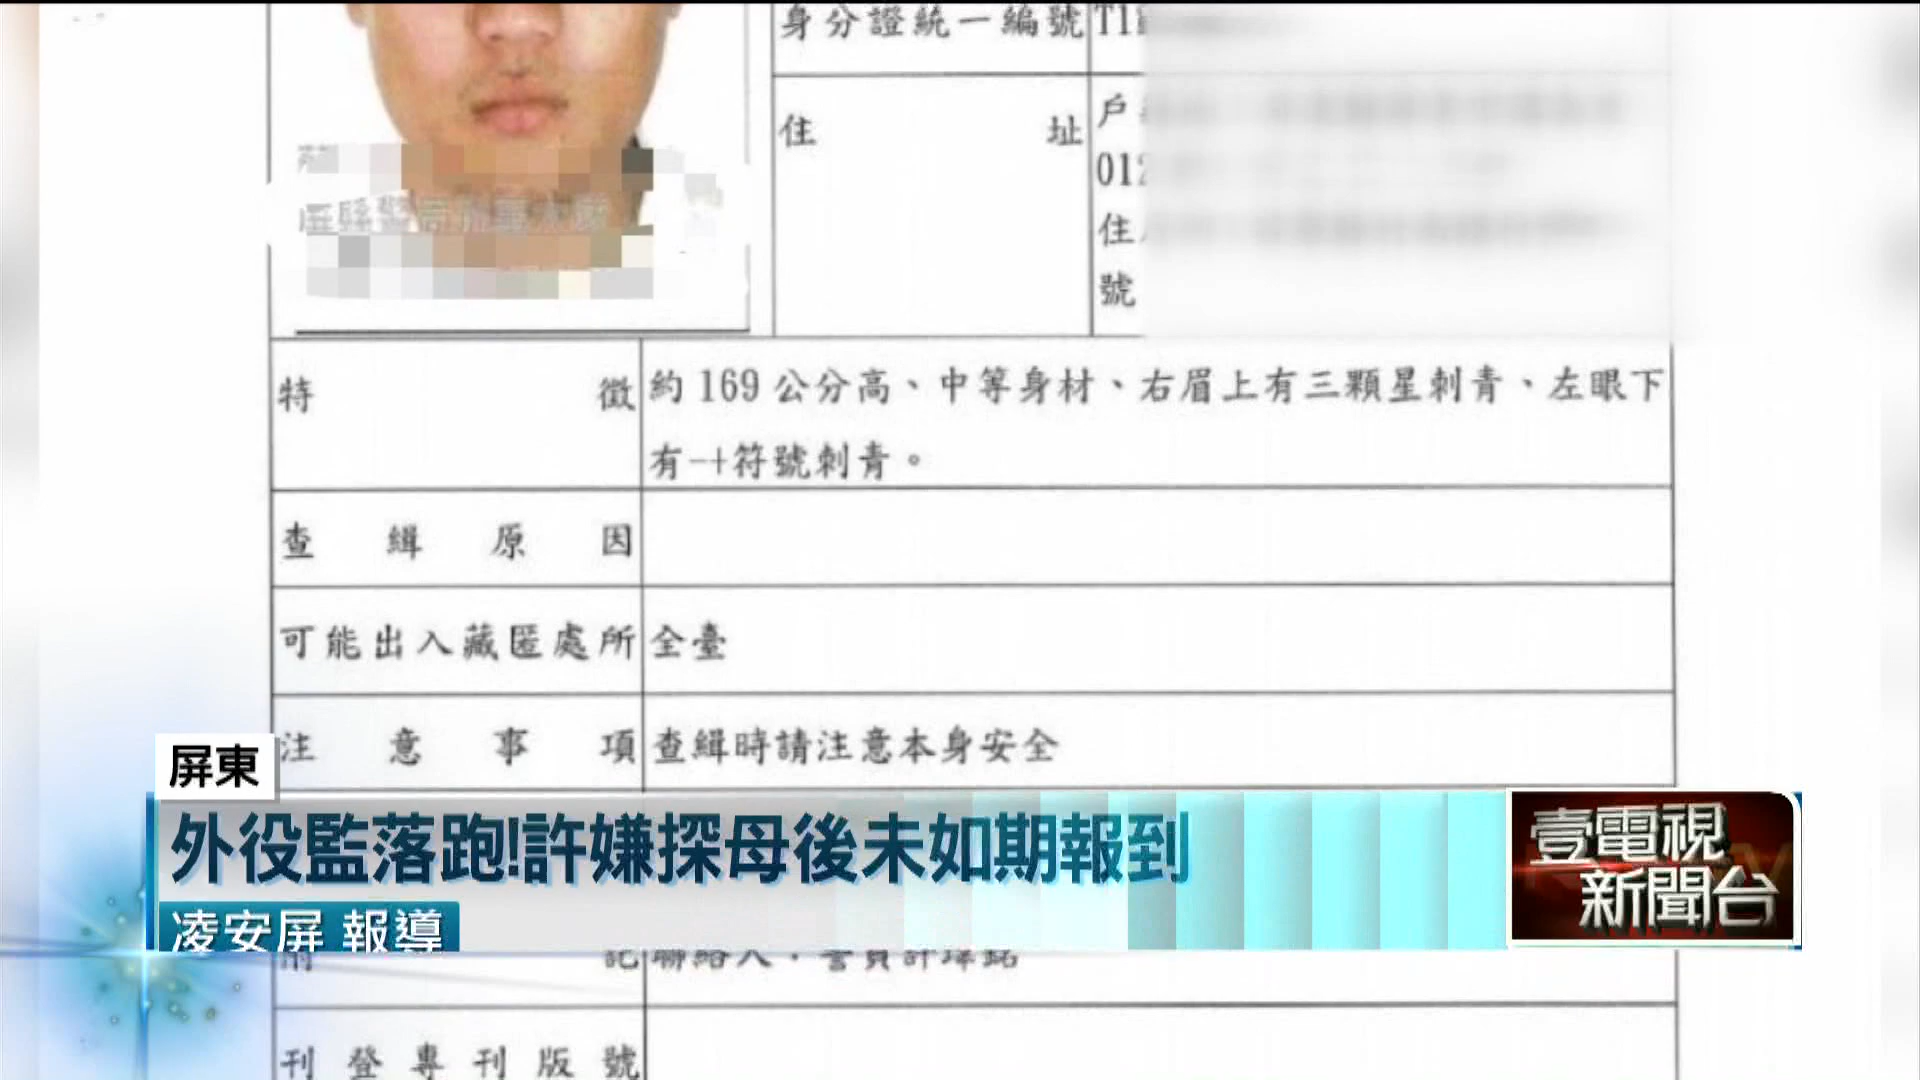 身分證統一編號 T1
住 址 戶
012
住
號
特 徵 約169公分高、中等身材、右眉上有三顆星刺青、左眼下
有-+符號刺青。
查 緝 原 因
可能出入藏匿處所 全臺
注 意 事 項 查緝時請注意本身安全
屏東
外役監落跑!許嫌探母後未如期報到
壹電視
新聞台
凌安屏 報導
刊 登 專 刊 版 號